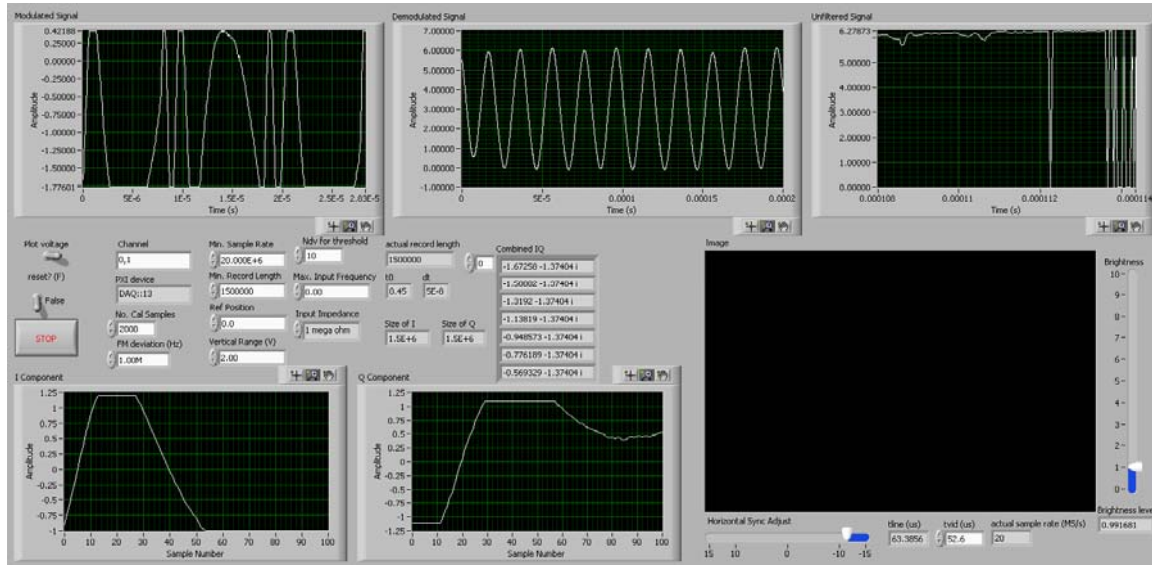 Modulated Signal
0.42188
0.25000
0.00000
-0.25000
-0.50000
-0.75000
-1.00000
-1.25000
-1.50000
-1.77601
Amplitude
0 5E-6 1E-5 1.5E-5 2E-5 2.5E-5 2.83E-5
Time (s)
Demodulated Signal
7.00000
6.00000
5.00000
4.00000
3.00000
2.00000
1.00000
0.00000
-1.00000
Amplitude
0 5E-5 0.0001 0.00015 0.0002
Time (s)
Unfiltered Signal
6.27873
5.00000
4.00000
3.00000
2.00000
1.00000
0.00000
Amplitude
0.000108 0.00011 0.000112 0.000114
Time (s)
Plot voltage
reset? (F)
False
STOP
Channel
0,1
PXI device
DAQ::13
No. Cal Samples
2000
FM deviation (Hz)
1.00M
Min. Sample Rate
20.000E+6
Min. Record Length
1500000
Ref Position
0.0
Vertical Range (V)
2.00
Ndv for threshold
10
Max. Input Frequency
0.00
Input Impedance
1 mega ohm
actual record length
1500000
t0 dt
0.45 5E-8
Size of I Size of Q
1.5E+6 1.5E+6
Combined IQ
0
-1.67258 -1.37404 i
-1.50002 -1.37404 i
-1.3192 -1.37404 i
-1.13819 -1.37404 i
-0.948573 -1.37404 i
-0.776189 -1.37404 i
-0.569329 -1.37404 i
I Component
1.25
1
0.75
0.5
0.25
0
-0.25
-0.5
-0.75
-1
Amplitude
0 10 20 30 40 50 60 70 80 90 100
Sample Number
Q Component
1.25
1
0.75
0.5
0.25
0
-0.25
-0.5
-0.75
-1
-1.25
Amplitude
0 10 20 30 40 50 60 70 80 90 100
Sample Number
Image
Brightness
10
9
8
7
6
5
4
3
2
1
0
Brightness level
0.991681
Horizontal Sync Adjust
15 10 0 -10 -15
tline (us)
63.3856
tvid (us)
52.6
actual sample rate (MS/s)
20